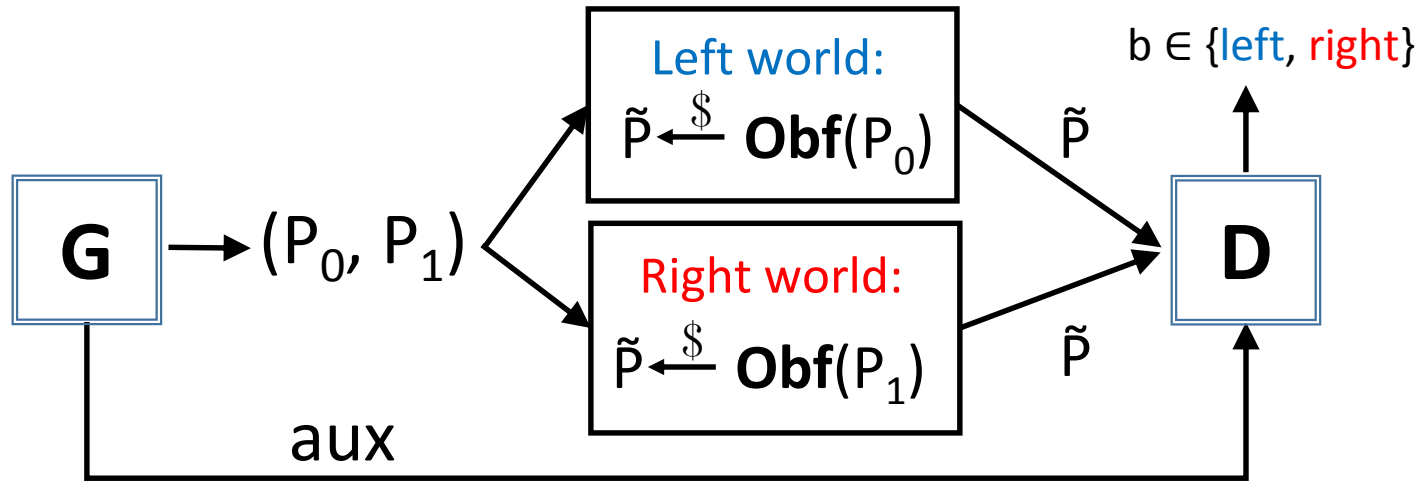 G
(P₀, P₁)
Left world:
P̃ ←$ Obf(P₀)
Right world:
P̃ ←$ Obf(P₁)
P̃
P̃
b ∈ {left, right}
D
aux